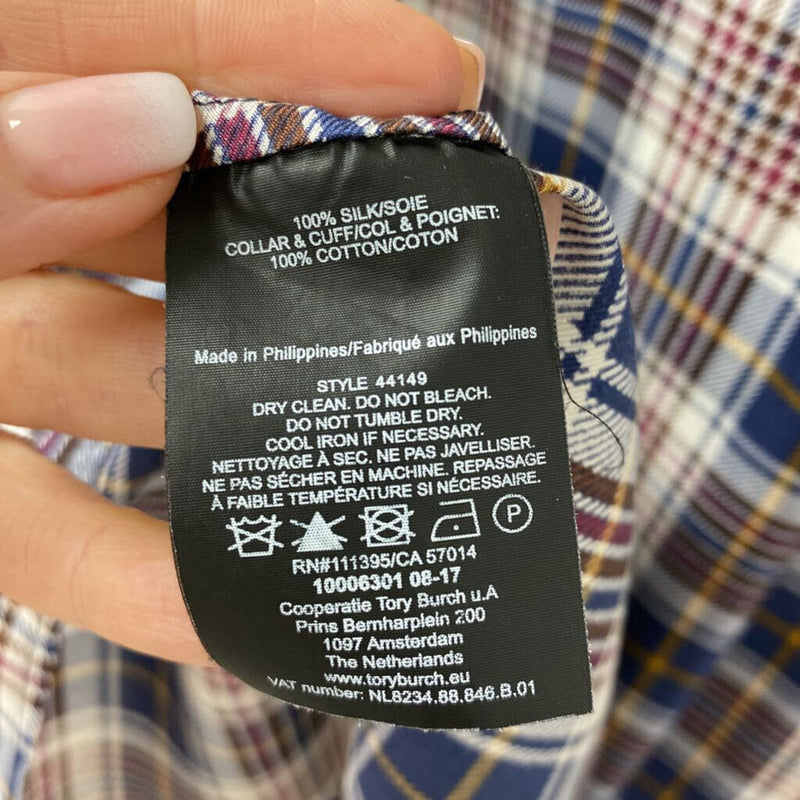 100% SILK/SOIE
COLLAR & CUFF/COL & POIGNET:
100% COTTON/COTON
Made in Philippines/Fabriqué aux Philippines
STYLE 44149
DRY CLEAN. DO NOT BLEACH.
DO NOT TUMBLE DRY.
COOL IRON IF NECESSARY.
NETTOYAGE À SEC. NE PAS JAVELLISER.
NE PAS SÉCHER EN MACHINE. REPASSAGE
À FAIBLE TEMPÉRATURE SI NÉCESSAIRE.
P
RN#111395/CA 57014
10006301 08-17
Cooperatie Tory Burch u.A
Prins Bernharplein 200
1097 Amsterdam
The Netherlands
www.toryburch.eu
VAT number: NL8234.88.846.B.01